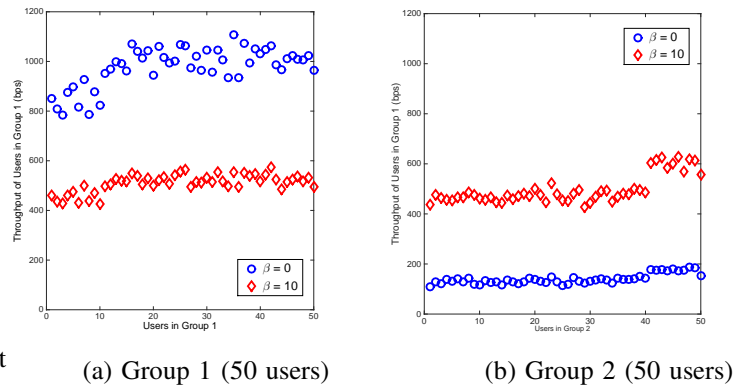 1200
1000
800
600
400
200
0
Throughput of Users in Group 1 (bps)
β = 0
β = 10
0 10 20 30 40 50
Users in Group 1
1200
1000
800
600
400
200
0
Throughput of Users in Group 1 (bps)
β = 0
β = 10
0 10 20 30 40 50
Users in Group 2
t
(a) Group 1 (50 users)
(b) Group 2 (50 users)